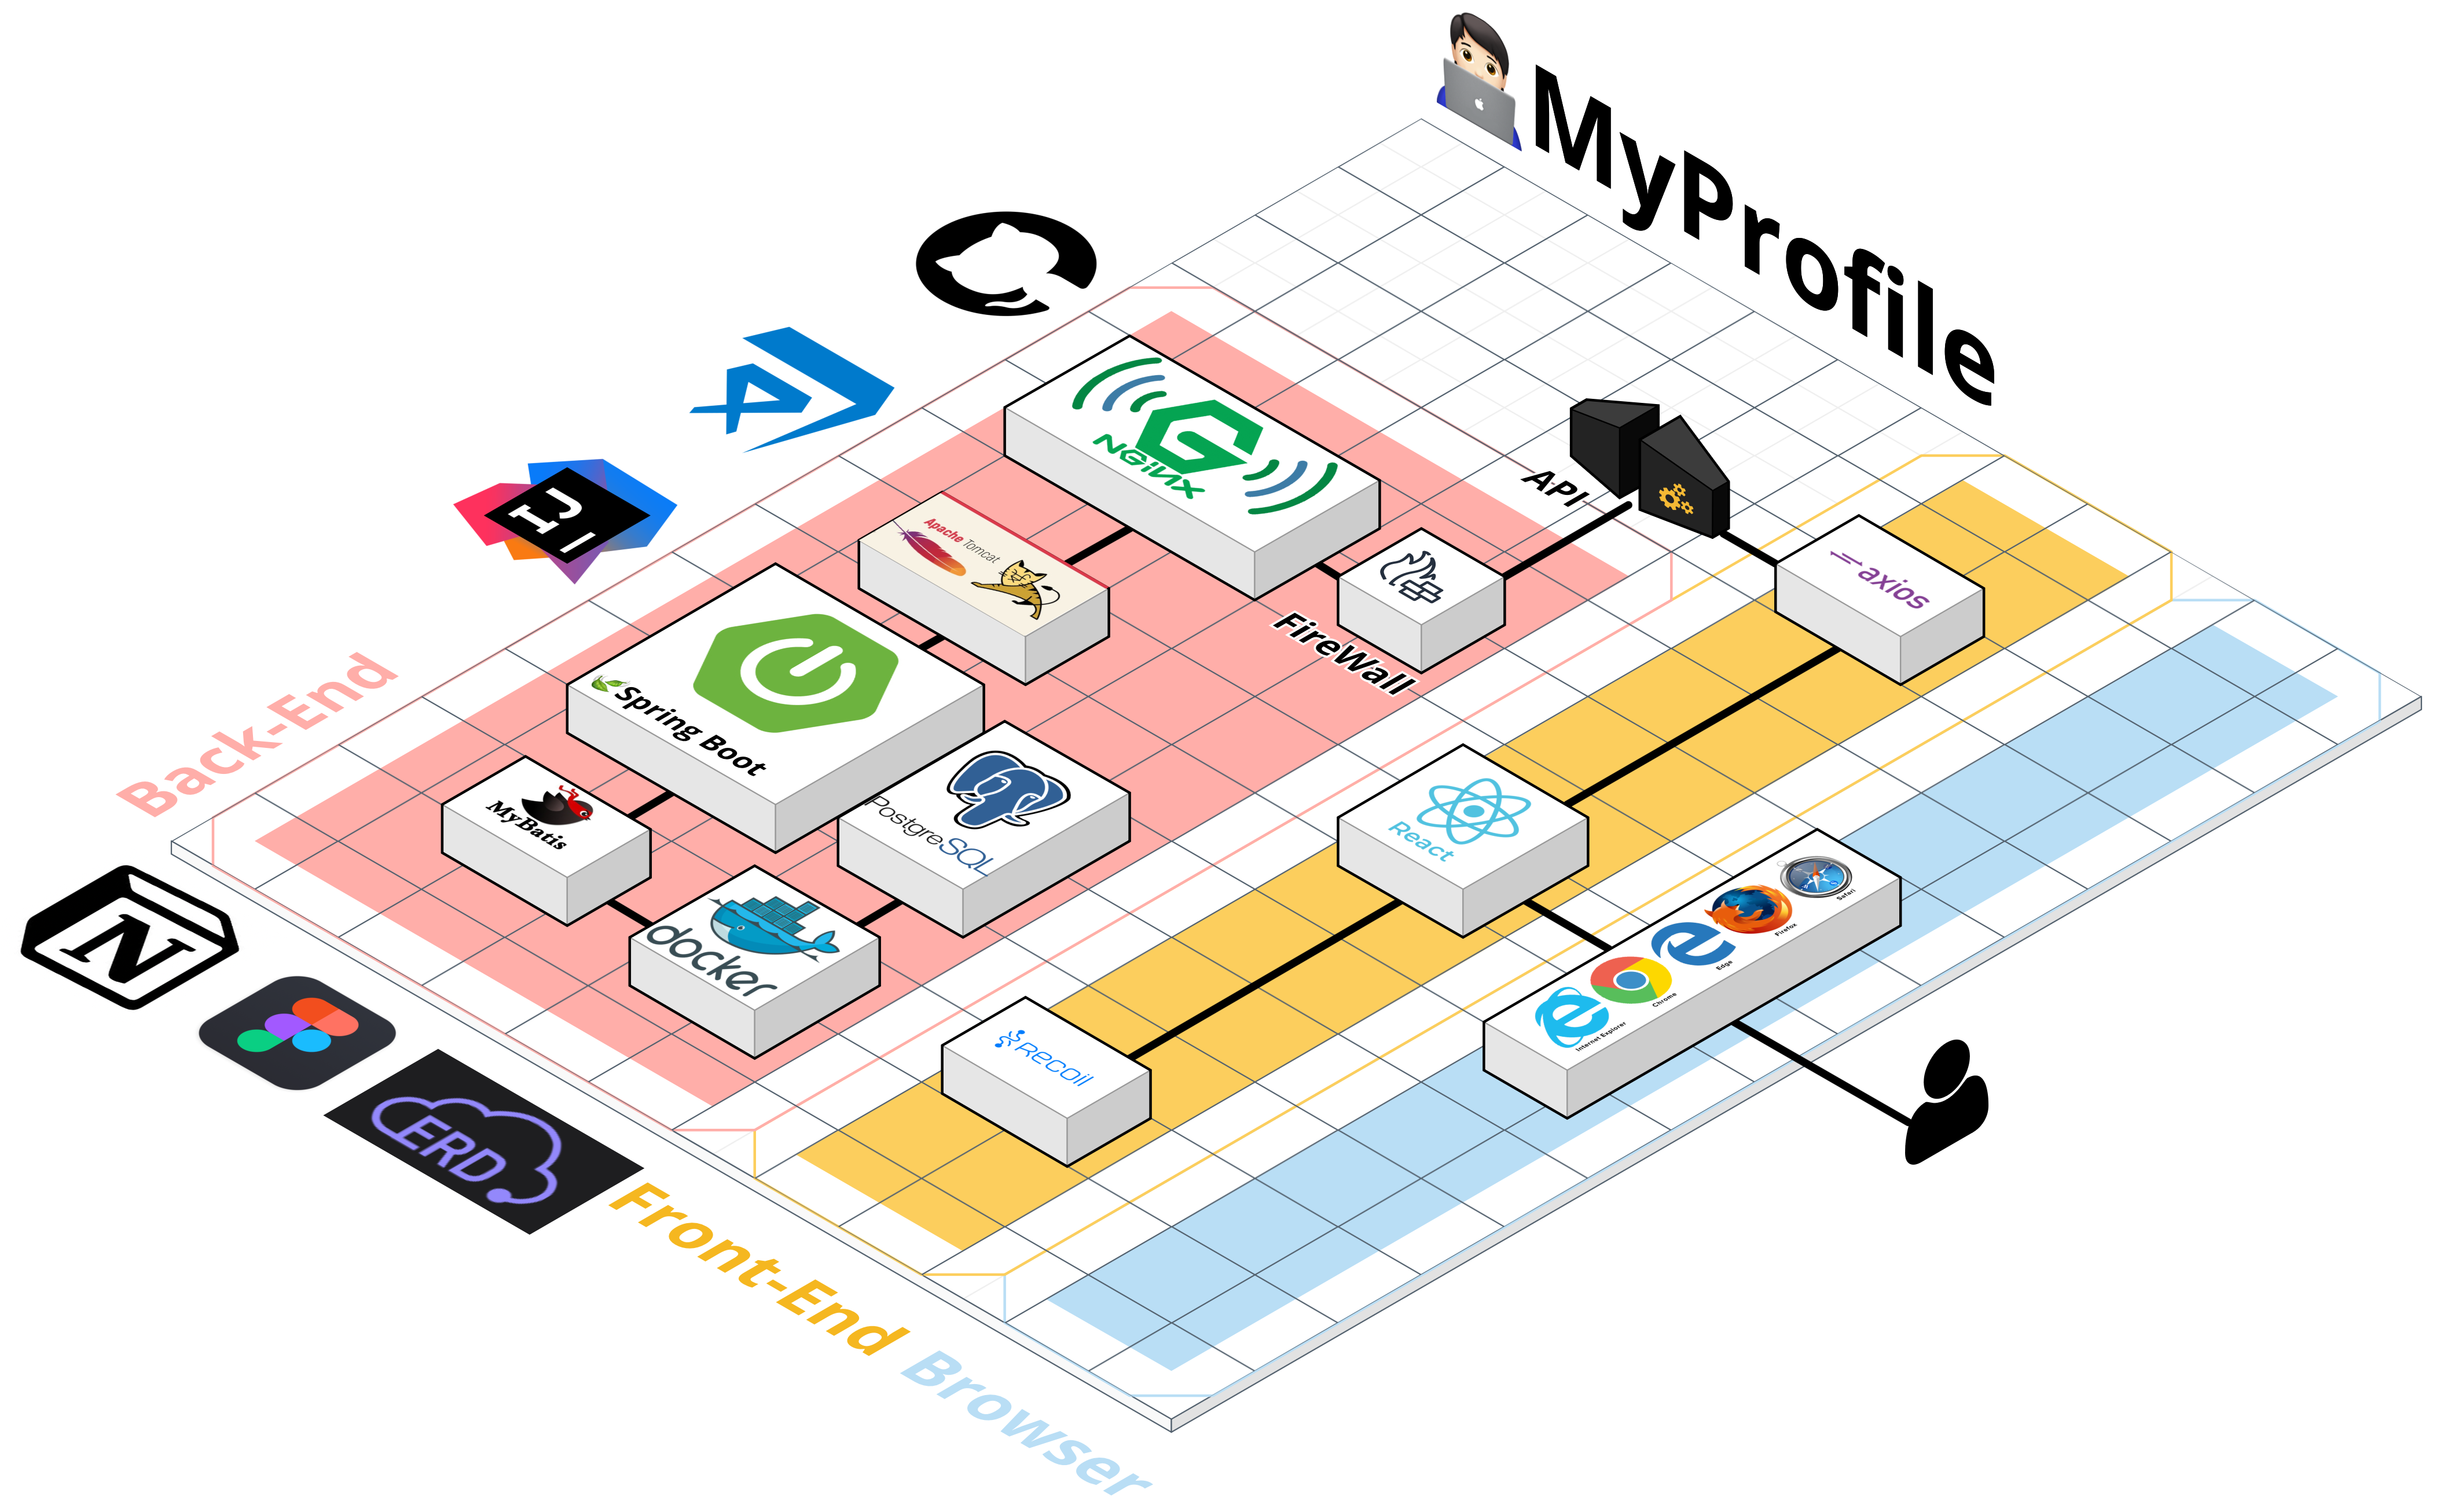 MyProfile
NGiNX
API
Apache Tomcat
axios
FireWall
IJ
Spring Boot
Back-End
MyBatis
PostgreSQL
React
Safari
Firefox
Edge
Chrome
Internet Explorer
docker
N
Recoil
ERD
Front-End
Browser